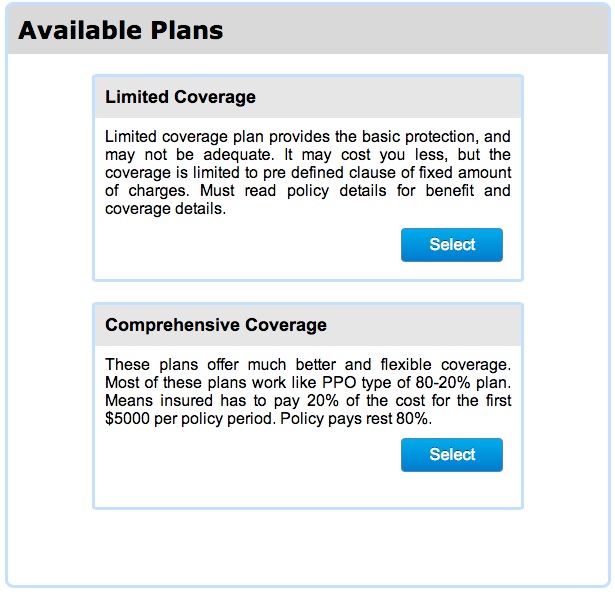 Available Plans
Limited Coverage
Limited coverage plan provides the basic protection, and
may not be adequate. It may cost you less, but the
coverage is limited to pre defined clause of fixed amount
of charges. Must read policy details for benefit and
coverage details.
Select
Comprehensive Coverage
These plans offer much better and flexible coverage.
Most of these plans work like PPO type of 80-20% plan.
Means insured has to pay 20% of the cost for the first
$5000 per policy period. Policy pays rest 80%.
Select